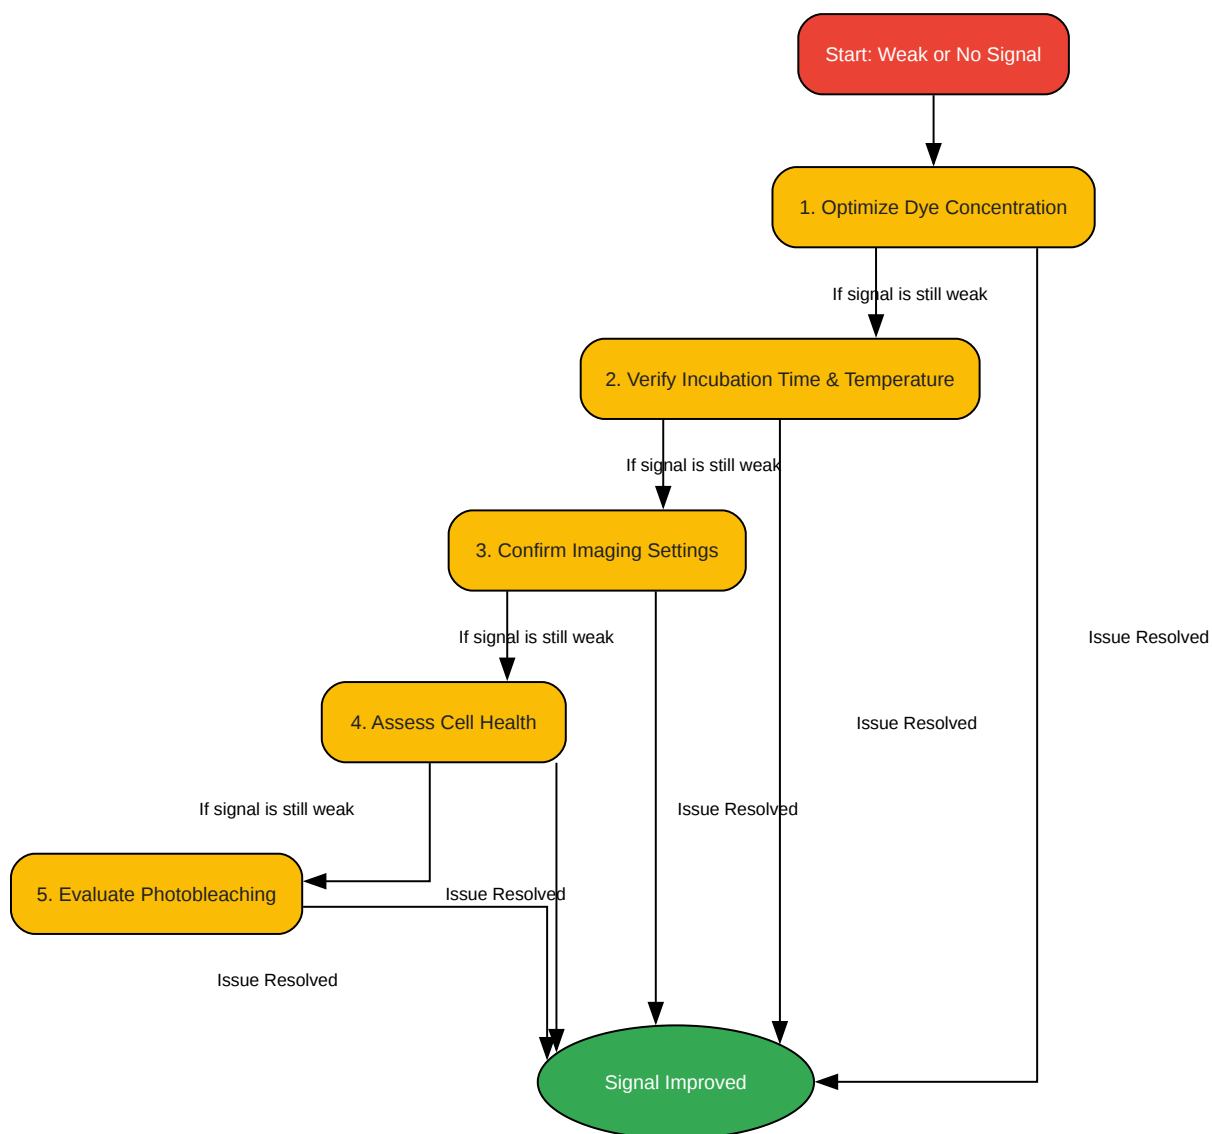 Start: Weak or No Signal
1. Optimize Dye Concentration
If signal is still weak
2. Verify Incubation Time & Temperature
If signal is still weak
3. Confirm Imaging Settings
If signal is still weak
Issue Resolved
4. Assess Cell Health
Issue Resolved
If signal is still weak
Issue Resolved
5. Evaluate Photobleaching
Issue Resolved
Issue Resolved
Signal Improved